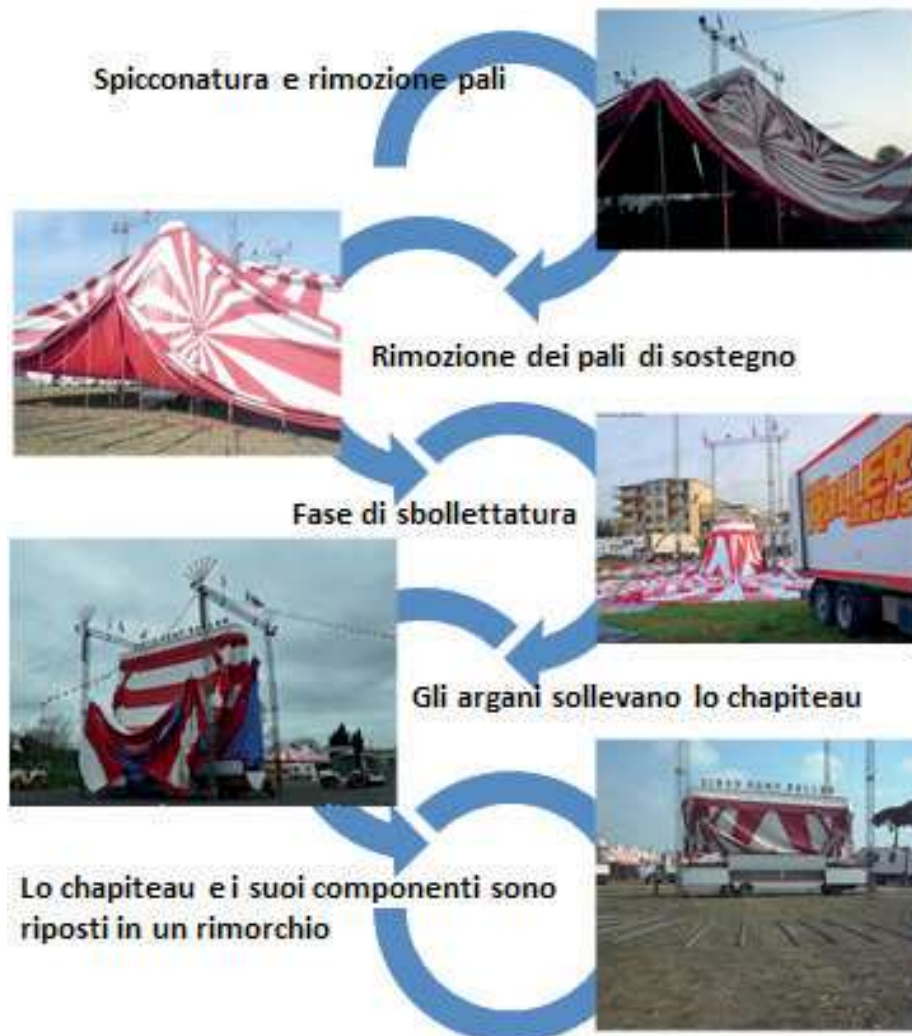 Spicconatura e rimozione pali
Rimozione dei pali di sostegno
ROLLER
Fase di sbollettatura
Gli argani sollevano lo chapiteau
Lo chapiteau e i suoi componenti sono
riposti in un rimorchio